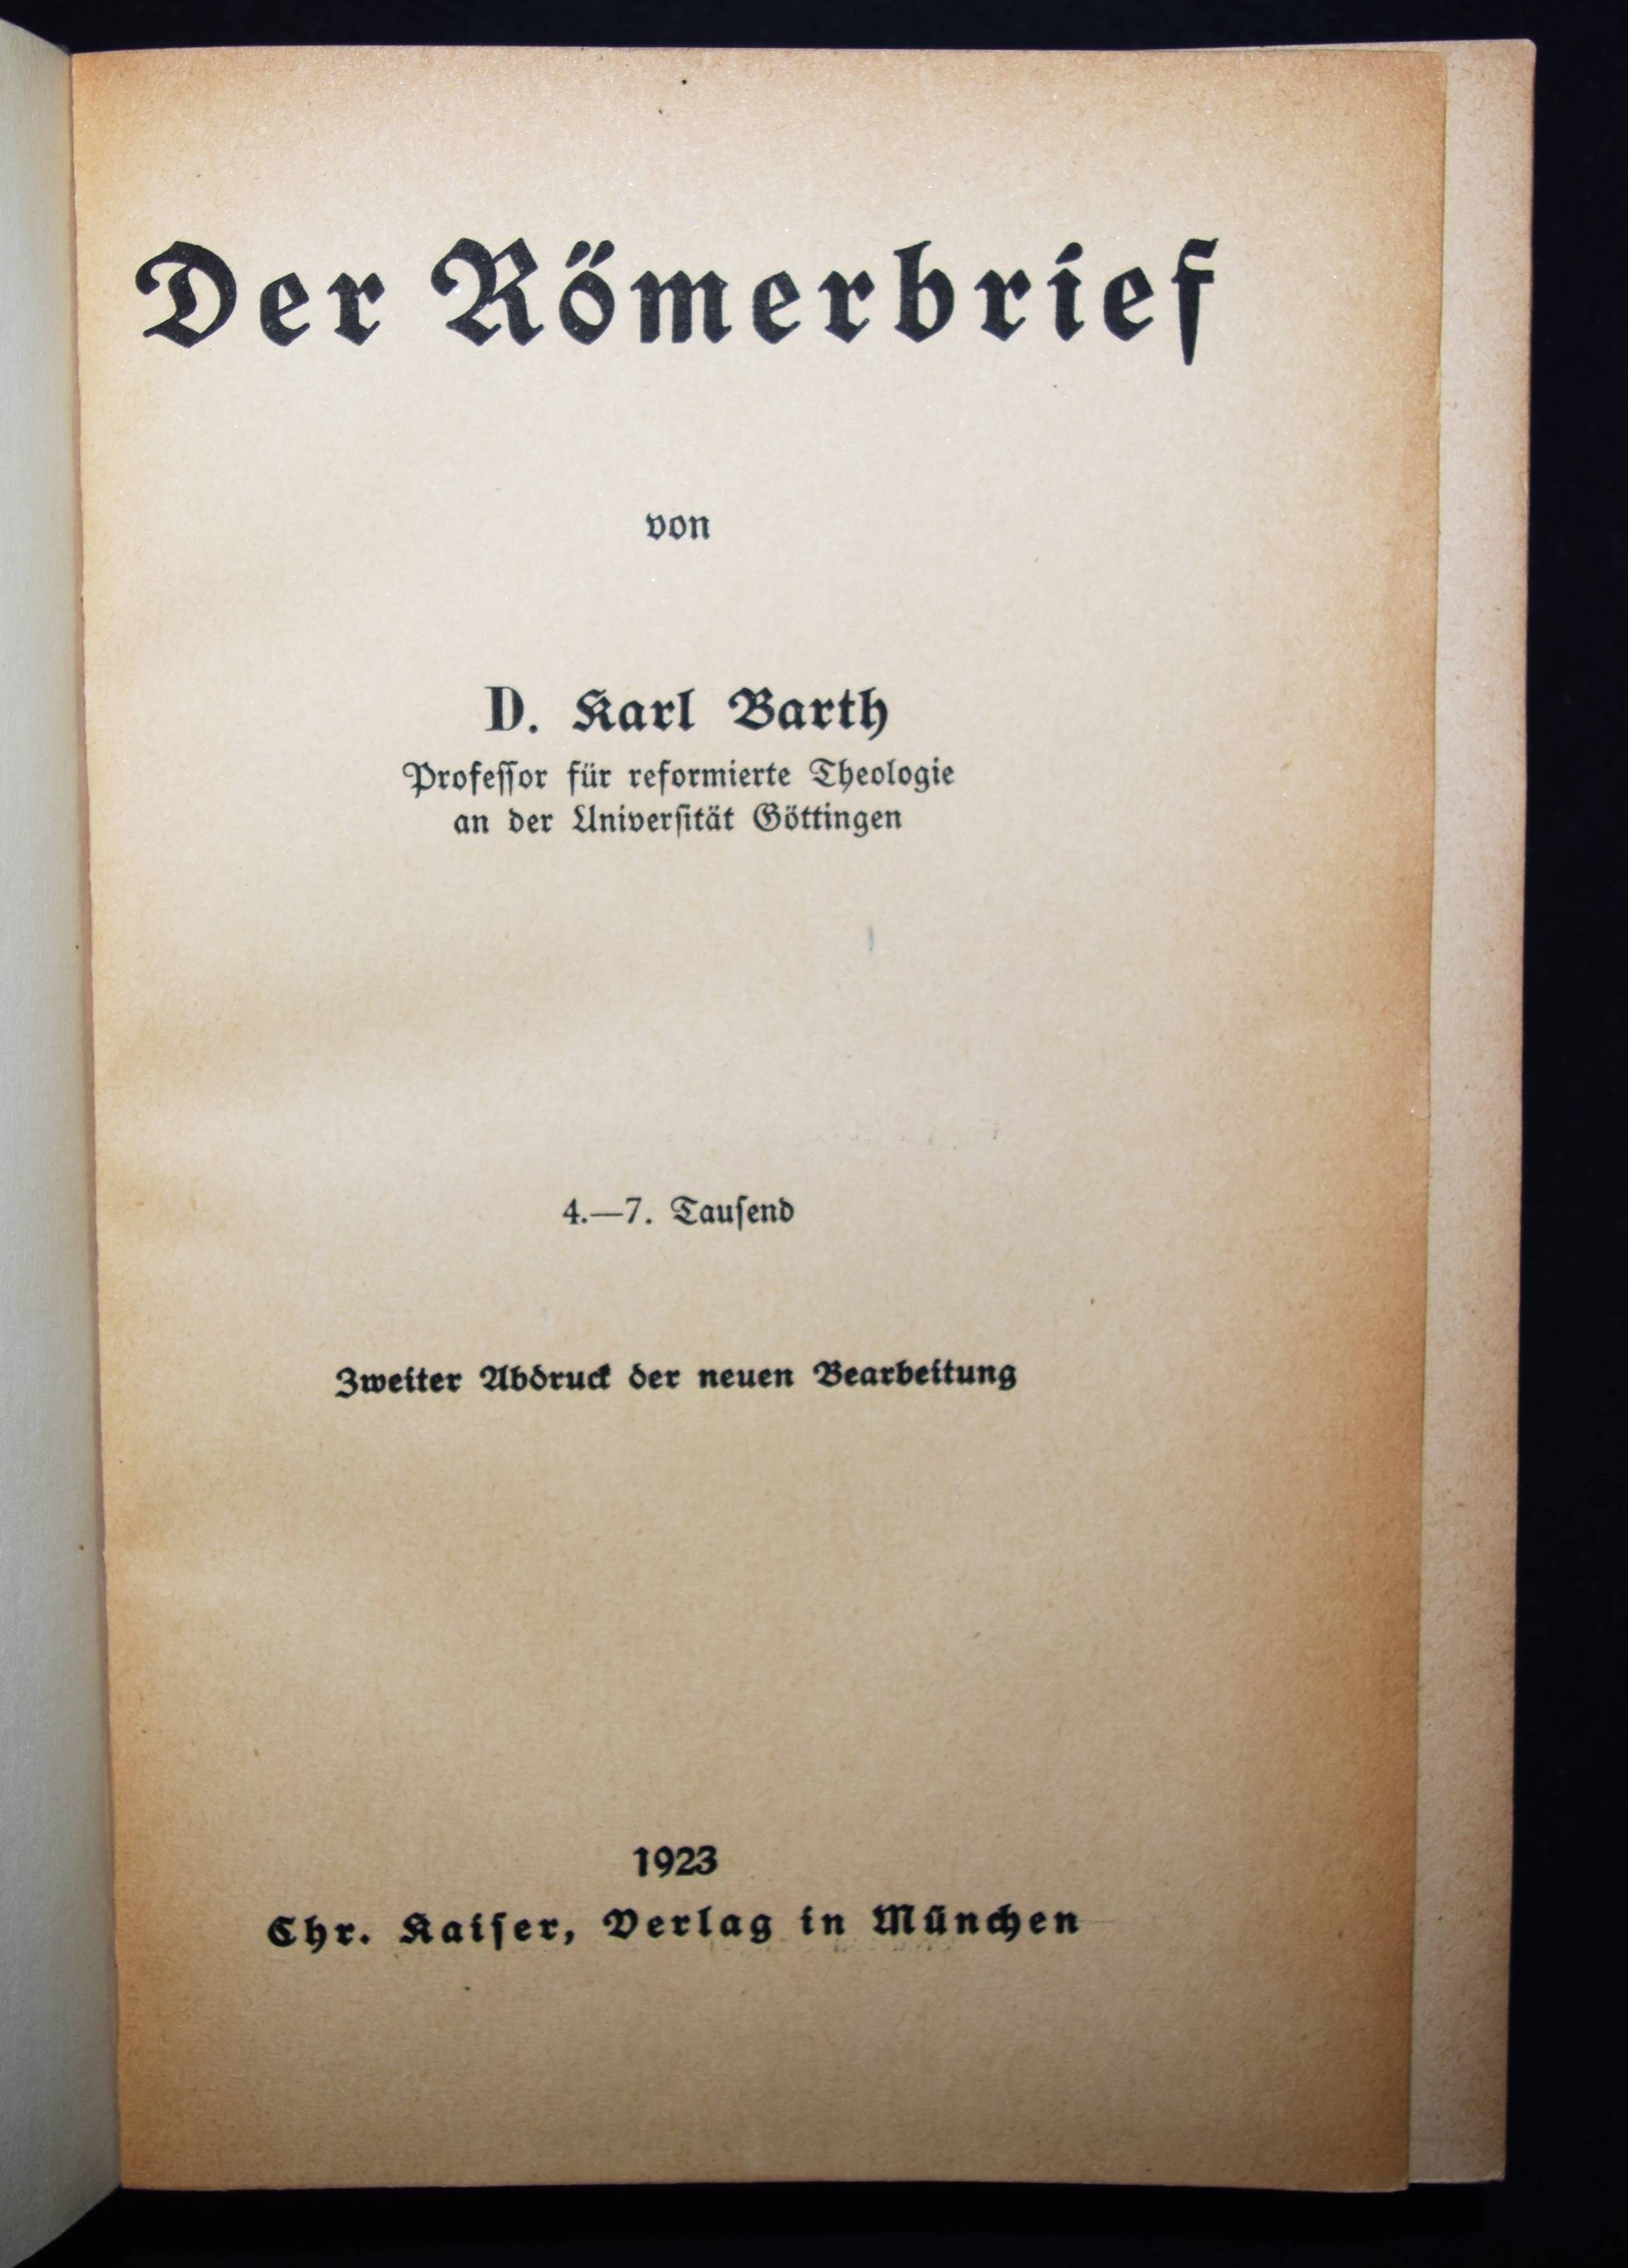 Der Römerbrief
von
D. Karl Barth
Profeſſor für reformierte Theologie
an der Univerſität Göttingen
4.—7. Tauſend
Zweiter Abdruck der neuen Bearbeitung
1923
Chr. Kaiſer, Verlag in München